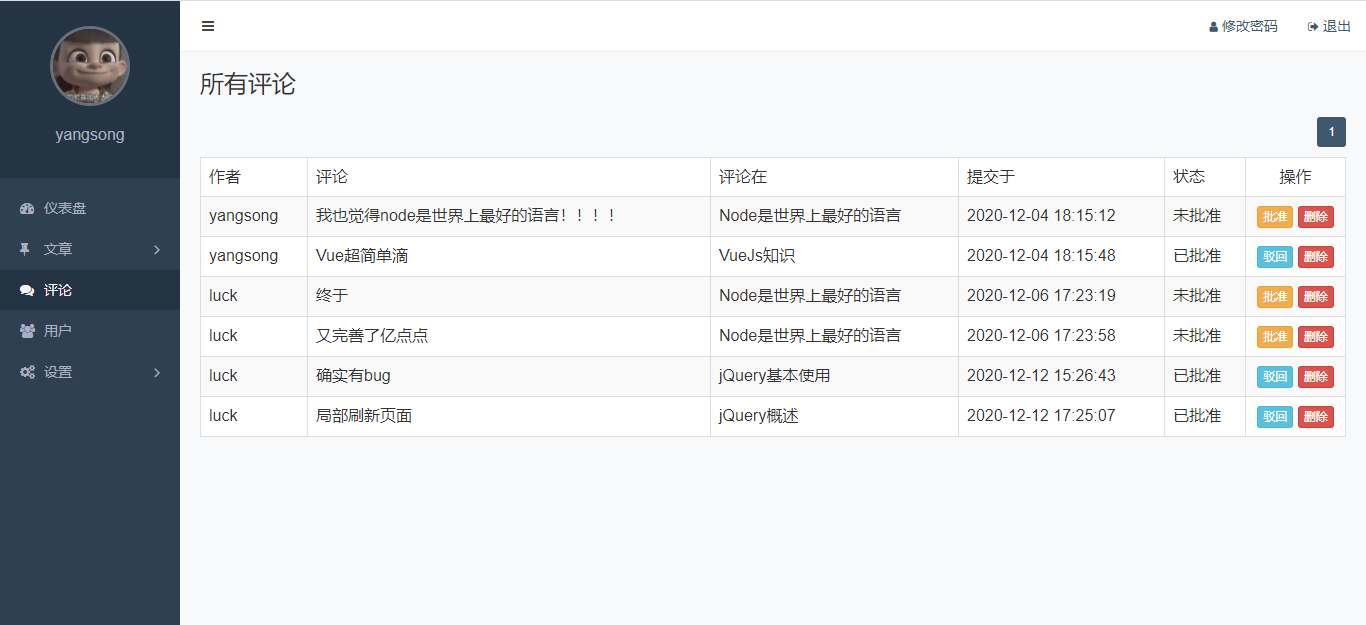 修改密码 退出
yangsong
仪表盘
文章
评论
用户
设置
所有评论
1
作者 评论 评论在 提交于 状态 操作
yangsong 我也觉得node是世界上最好的语言！！！！ Node是世界上最好的语言 2020-12-04 18:15:12 未批准 批准 删除
yangsong Vue超简单滴 VueJs知识 2020-12-04 18:15:48 已批准 驳回 删除
luck 终于 Node是世界上最好的语言 2020-12-06 17:23:19 未批准 批准 删除
luck 又完善了亿点点 Node是世界上最好的语言 2020-12-06 17:23:58 未批准 批准 删除
luck 确实有bug jQuery基本使用 2020-12-12 15:26:43 已批准 驳回 删除
luck 局部刷新页面 jQuery概述 2020-12-12 17:25:07 已批准 驳回 删除